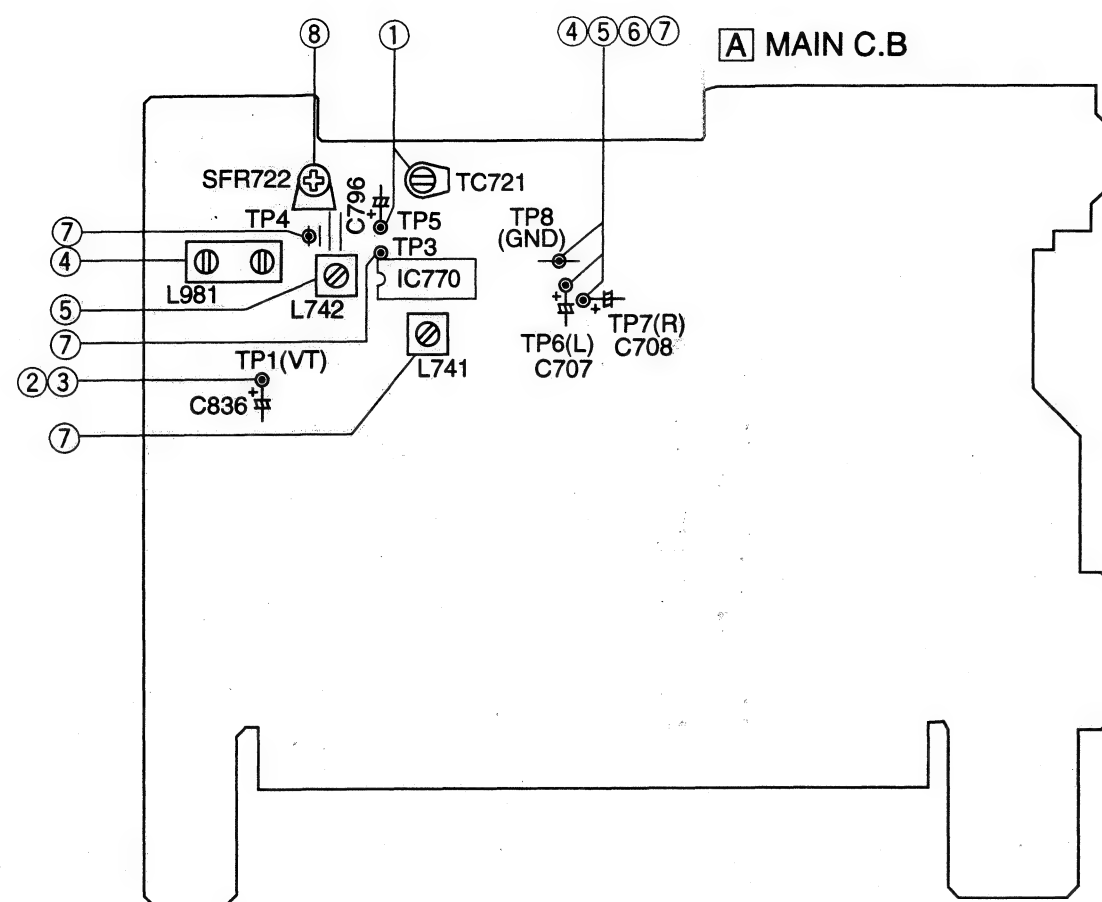 ⑧ ① ④⑤⑥⑦
A MAIN C.B
SFR722
C796
+
TC721
TP4
TP5
TP8
(GND)
⑦
TP3
④
L981
L742
IC770
⑤
+
+
TP7(R)
C708
TP6(L)
C707
⑦
L741
TP1(VT)
②③
+
C836
⑦